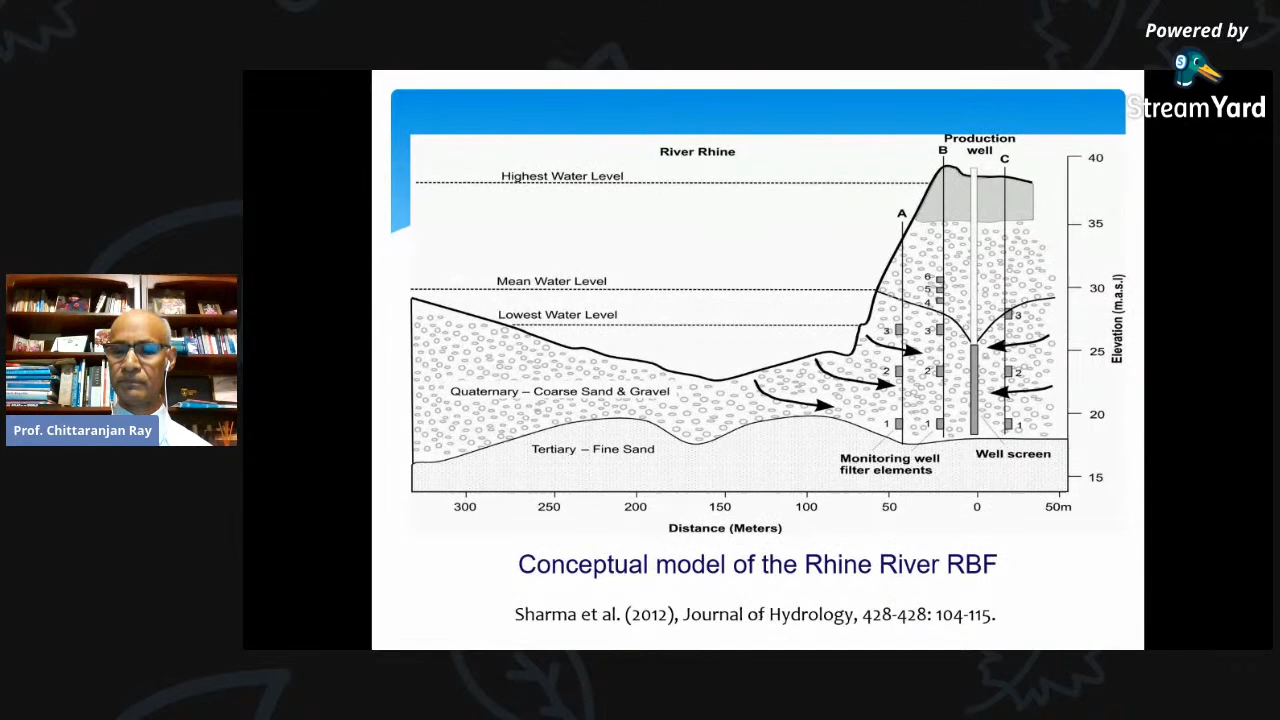 Powered by
StreamYard
Production
well
River Rhine
B
C
40
Highest Water Level
A
35
6
Mean Water Level
5
30
4
Lowest Water Level
3
3
3
25
Elevation (m.a.s.l)
2
2
2
Quaternary – Coarse Sand & Gravel
20
1
1
1
Tertiary – Fine Sand
Monitoring well
filter elements
Well screen
15
300 250 200 150 100 50 0 50m
Distance (Meters)
Conceptual model of the Rhine River RBF
Sharma et al. (2012), Journal of Hydrology, 428-428: 104-115.
Prof. Chittaranjan Ray